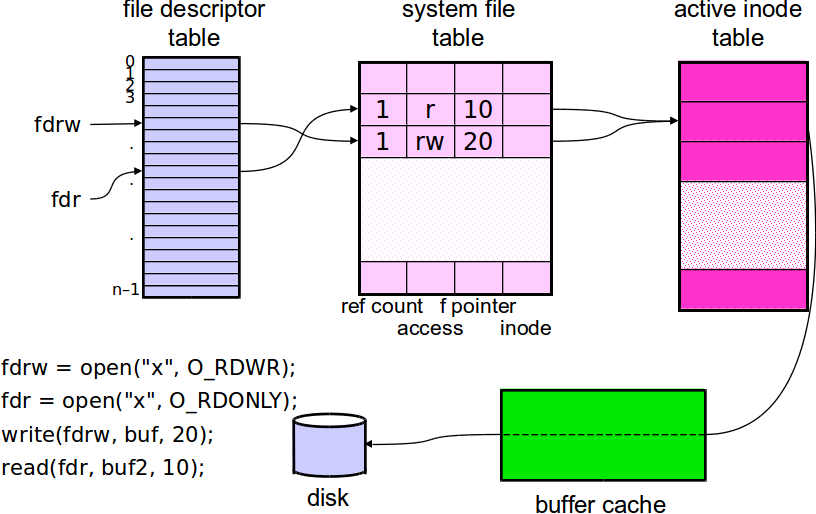 file descriptor
table
system file
table
active inode
table
0
1
2
3
.
.
.
n–1
fdrw
fdr
1 r 10
1 rw 20
ref count f pointer
access inode
fdrw = open("x", O_RDWR);
fdr = open("x", O_RDONLY);
write(fdrw, buf, 20);
read(fdr, buf2, 10);
disk
buffer cache